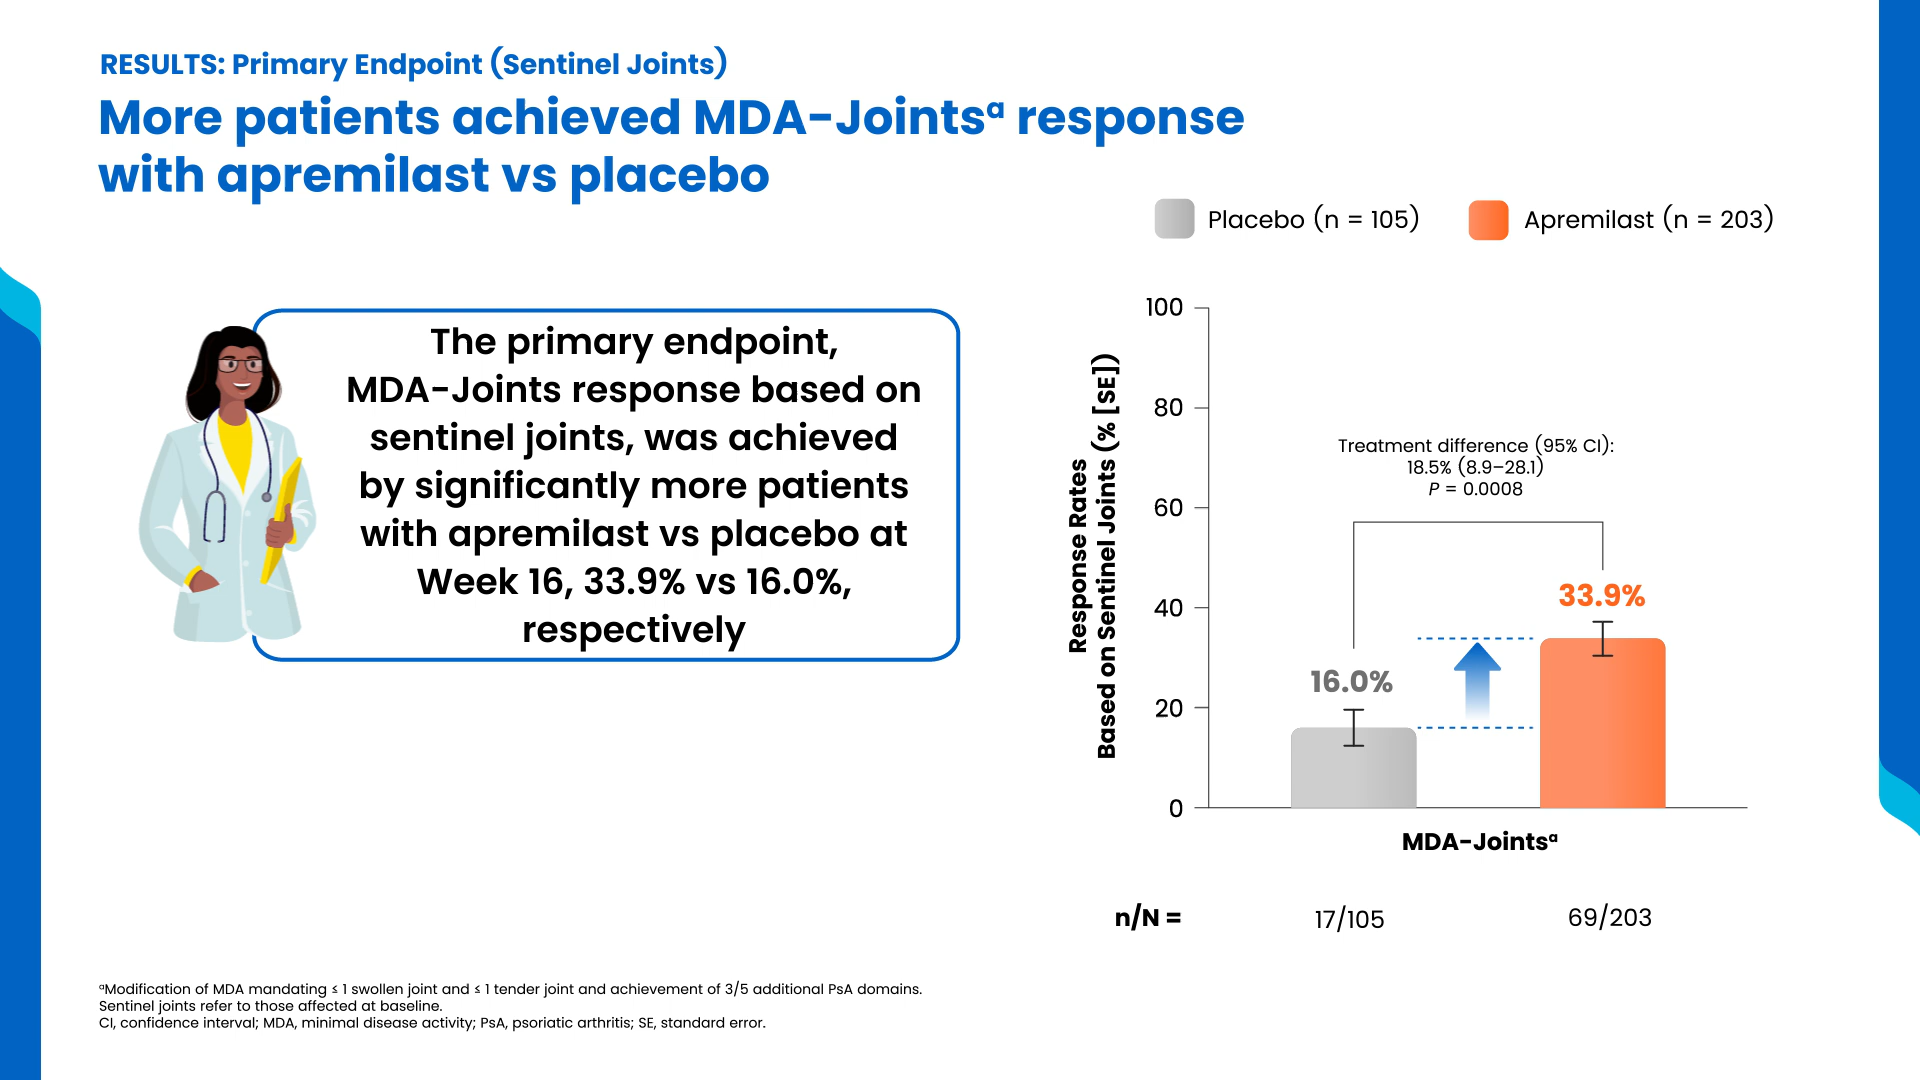 RESULTS: Primary Endpoint (Sentinel Joints)
More patients achieved MDA-Jointsᵃ response
with apremilast vs placebo
Placebo (n = 105)
Apremilast (n = 203)
The primary endpoint,
MDA-Joints response based on
sentinel joints, was achieved
by significantly more patients
with apremilast vs placebo at
Week 16, 33.9% vs 16.0%,
respectively
Response Rates
Based on Sentinel Joints (% [SE])
100
80
60
40
20
0
Treatment difference (95% CI):
18.5% (8.9–28.1)
P = 0.0008
16.0%
33.9%
MDA-Jointsᵃ
n/N =
17/105
69/203
ᵃModification of MDA mandating ≤ 1 swollen joint and ≤ 1 tender joint and achievement of 3/5 additional PsA domains.
Sentinel joints refer to those affected at baseline.
CI, confidence interval; MDA, minimal disease activity; PsA, psoriatic arthritis; SE, standard error.